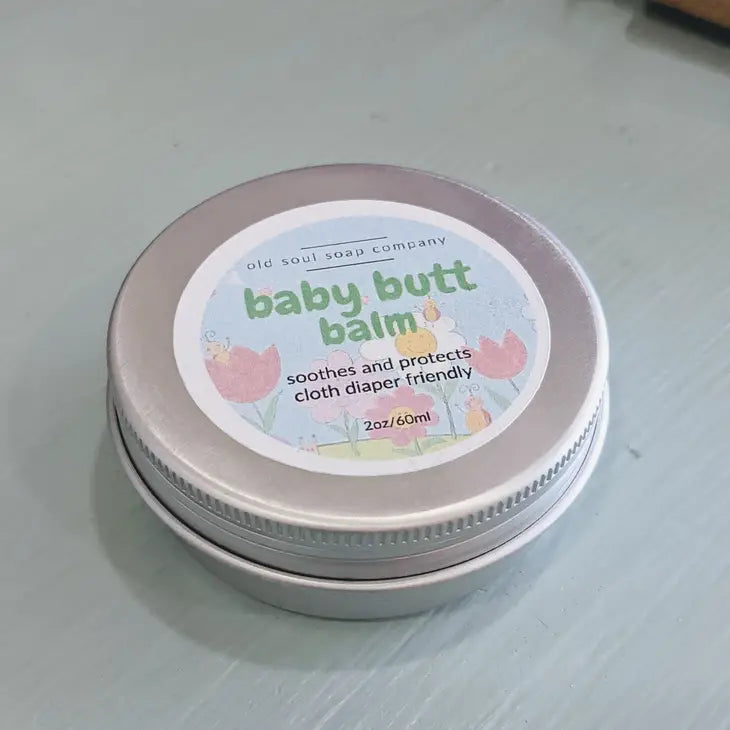 old soul soap company
baby butt
balm
soothes and protects
cloth diaper friendly
2oz/60ml